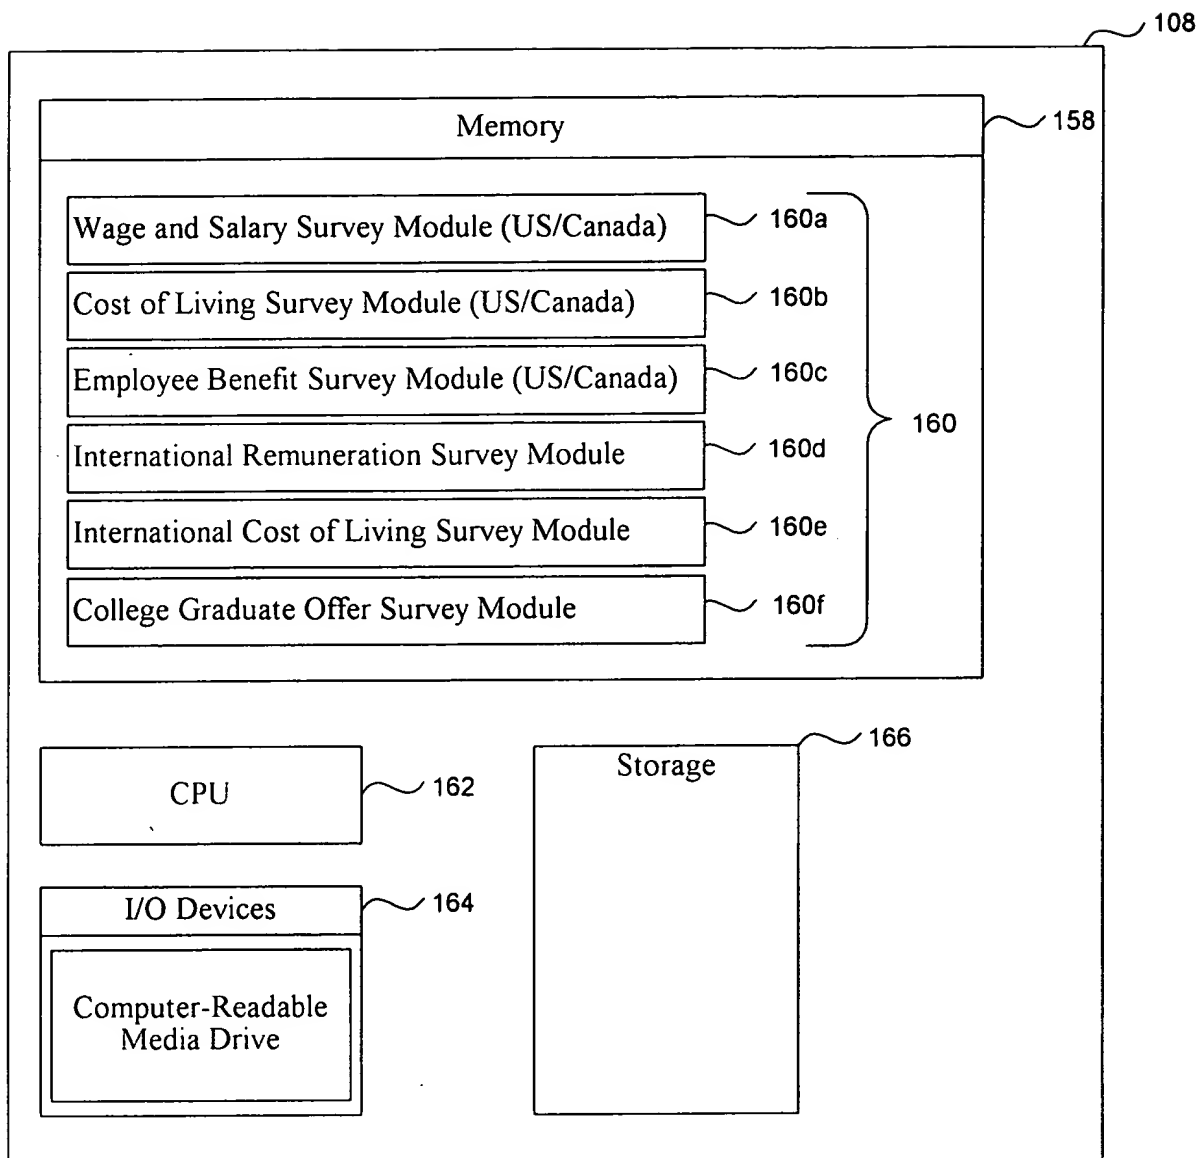 108
Memory
158
Wage and Salary Survey Module (US/Canada)
160a
Cost of Living Survey Module (US/Canada)
160b
Employee Benefit Survey Module (US/Canada)
160c
160
International Remuneration Survey Module
160d
International Cost of Living Survey Module
160e
College Graduate Offer Survey Module
160f
CPU
162
Storage
166
I/O Devices
164
Computer-Readable
Media Drive